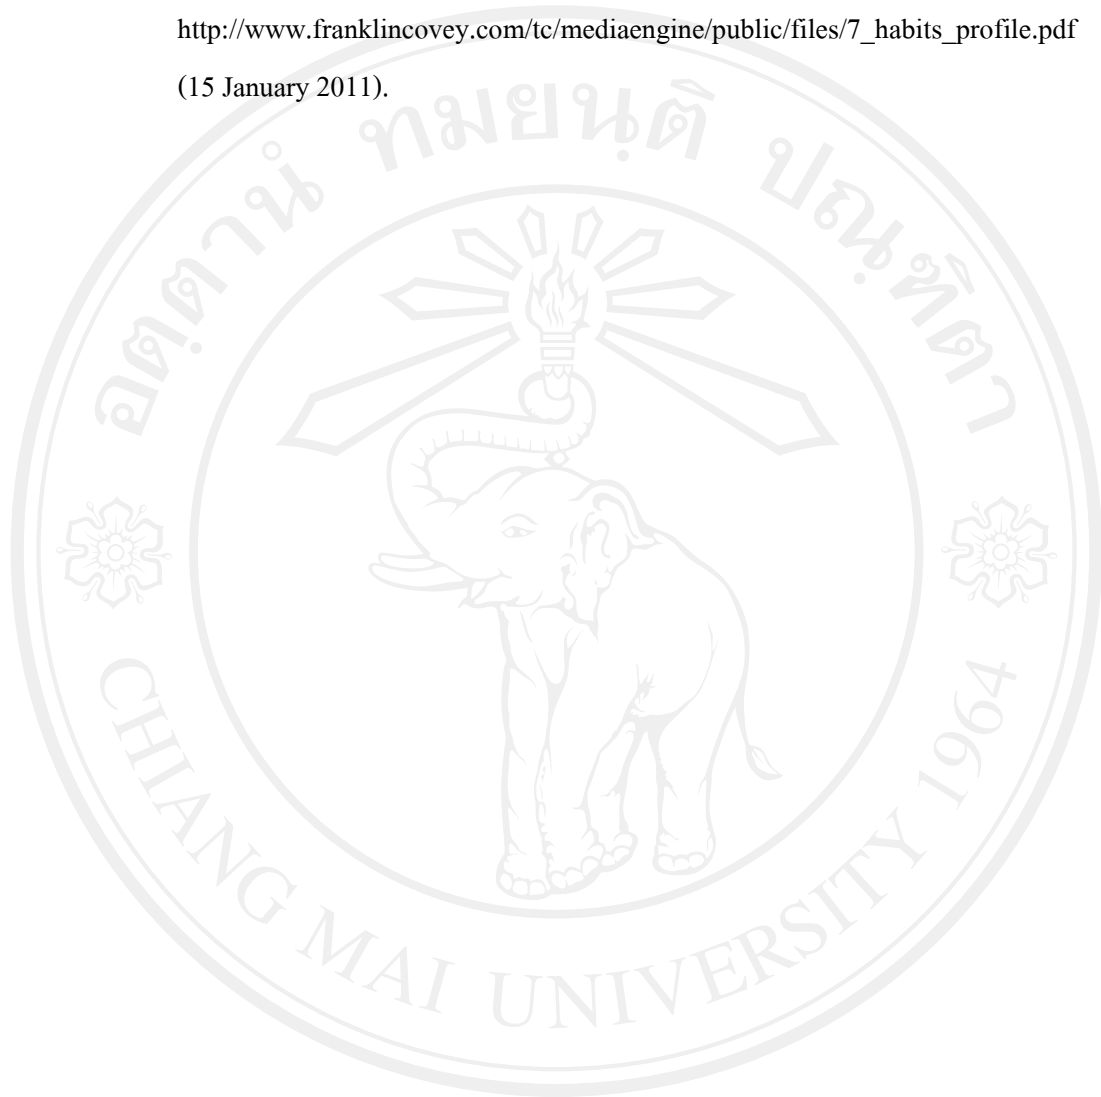 http://www.franklincovey.com/tc/mediaengine/public/files/7_habits_profile.pdf
(15 January 2011).
อตฺตานํ ทมยนฺติ ปณฺฑิตา
CHIANG MAI UNIVERSITY 1964